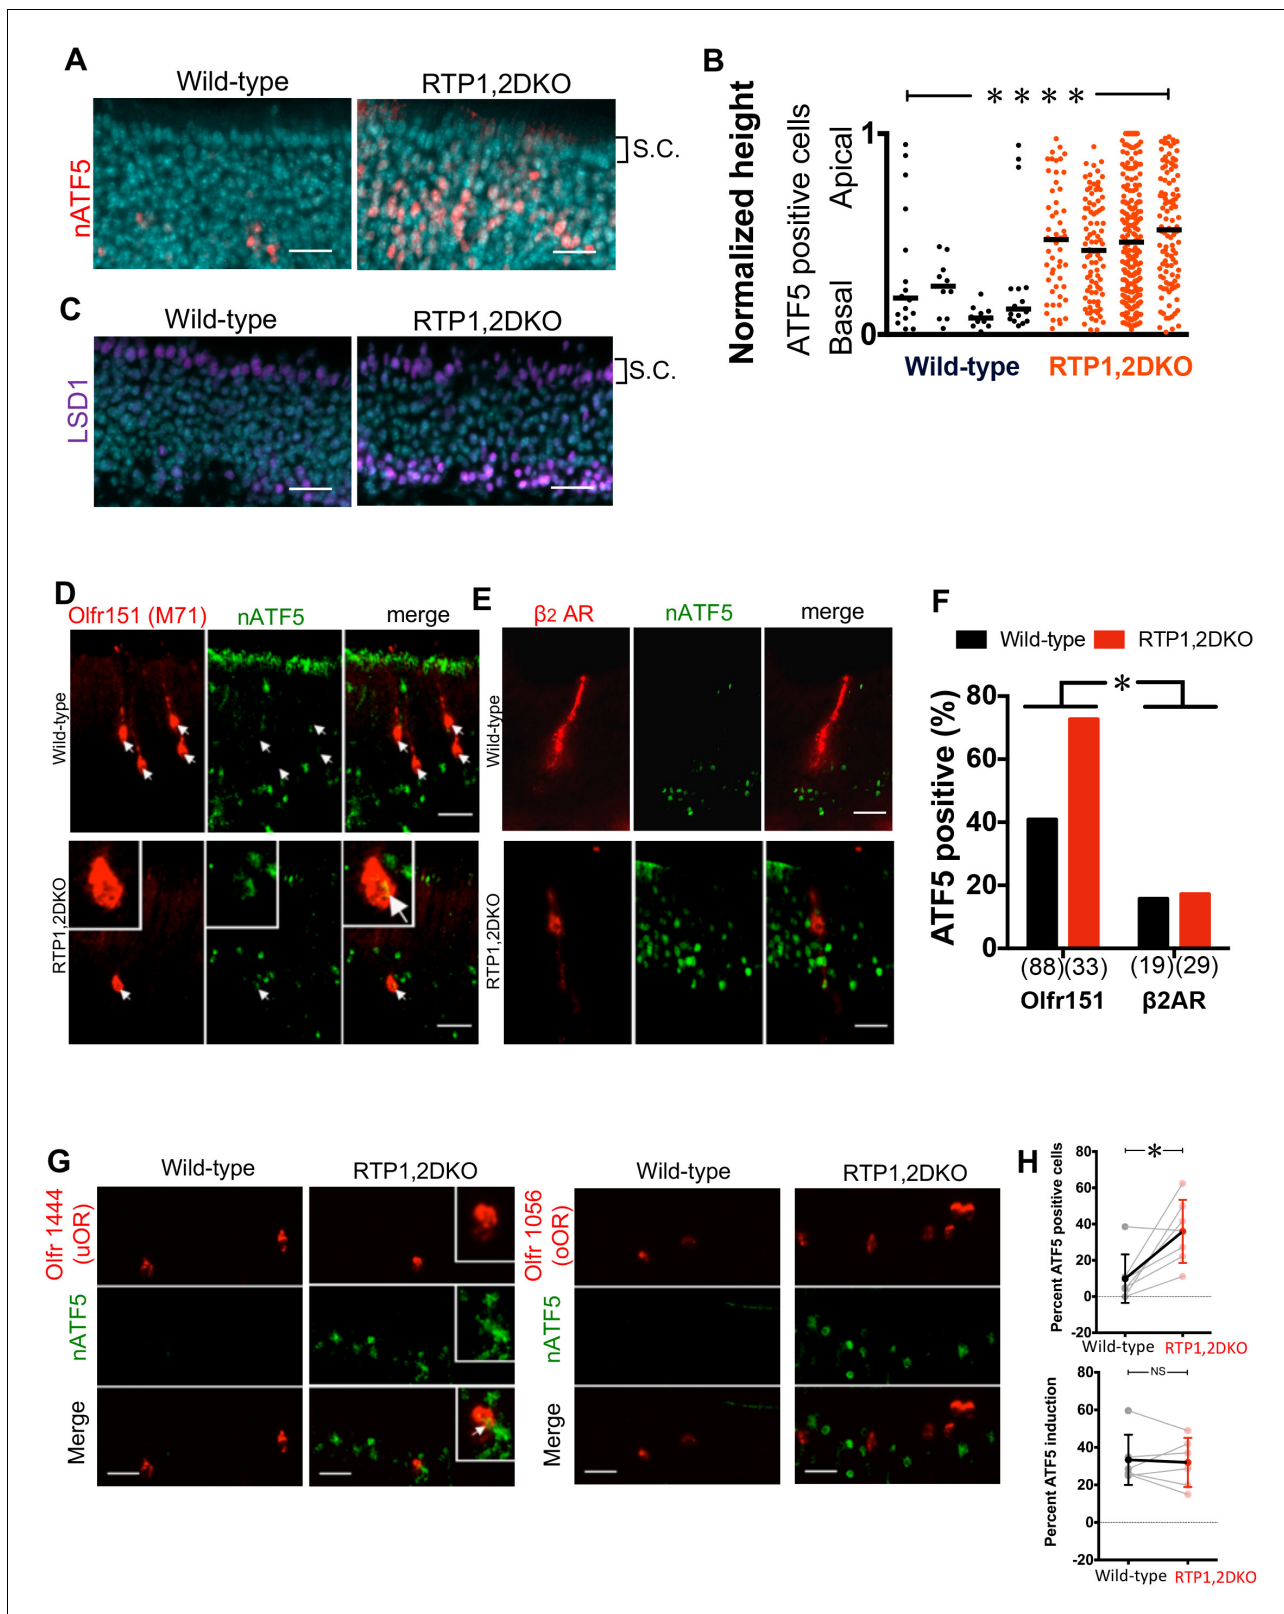 A
Wild-type
RTP1,2DKO
nATF5
S.C.
B
Normalized height
ATF5 positive cells
Basal
Apical
1
0
* * * *
Wild-type
RTP1,2DKO
C
Wild-type
RTP1,2DKO
LSD1
S.C.
D
Olfr151 (M71)
nATF5
merge
Wild-type
RTP1,2DKO
E
β2 AR
nATF5
merge
Wild-type
RTP1,2DKO
F
Wild-type
RTP1,2DKO
*
ATF5 positive (%)
80
60
40
20
0
(88)(33)
(19)(29)
Olfr151
β2AR
G
Wild-type
RTP1,2DKO
Olfr 1444
(uOR)
nATF5
Merge
Wild-type
RTP1,2DKO
Olfr 1056
(oOR)
nATF5
Merge
H
Percent ATF5 positive cells
80
60
40
20
0
-20
*
Wild-type
RTP1,2DKO
Percent ATF5 induction
80
60
40
20
0
-20
NS
Wild-type
RTP1,2DKO